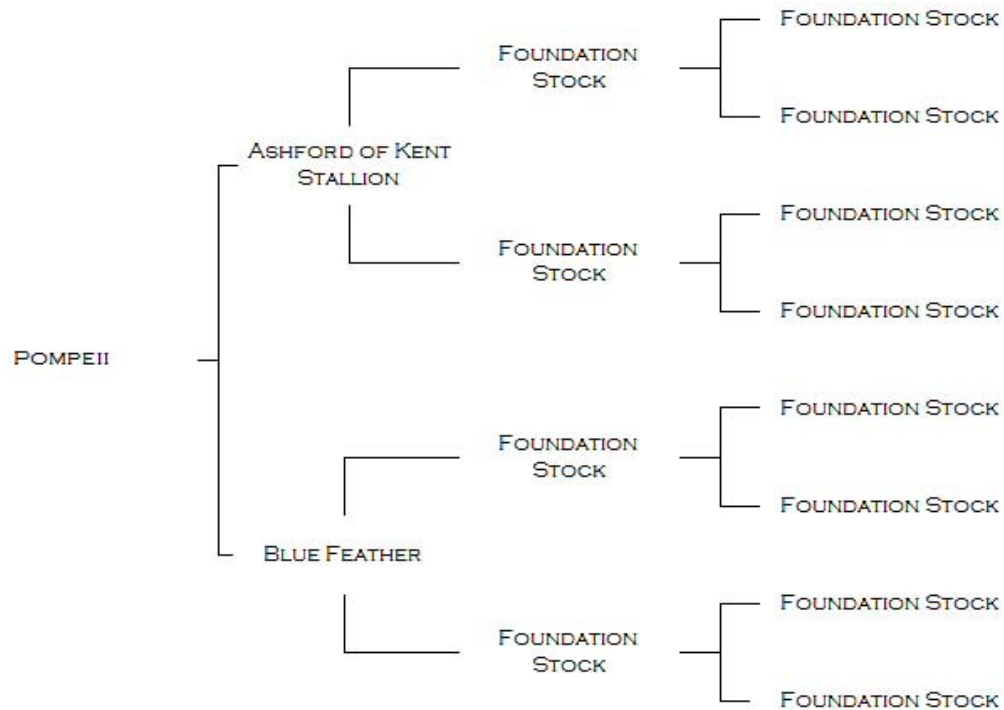 Foundation Stock
Foundation
Stock
Foundation Stock
Ashford of Kent
Stallion
Foundation Stock
Foundation
Stock
Foundation Stock
Pompeii
Foundation Stock
Foundation
Stock
Foundation Stock
Blue Feather
Foundation Stock
Foundation
Stock
Foundation Stock